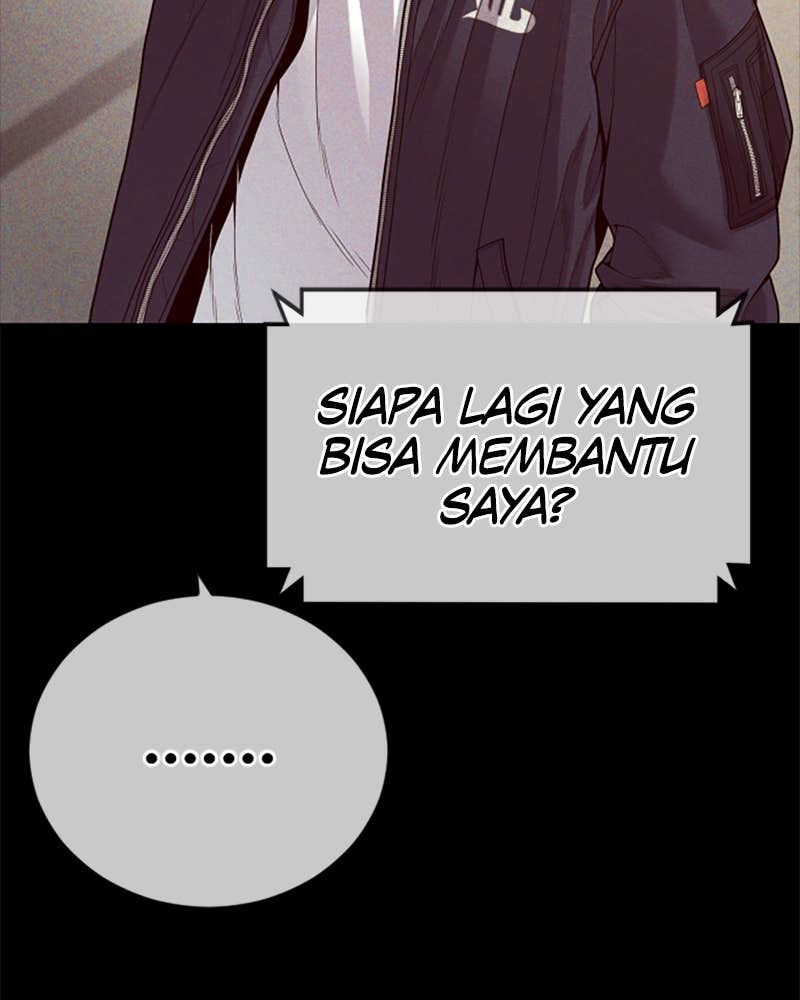 SIAPA LAGI YANG
BISA MEMBANTU
SAYA?
.......